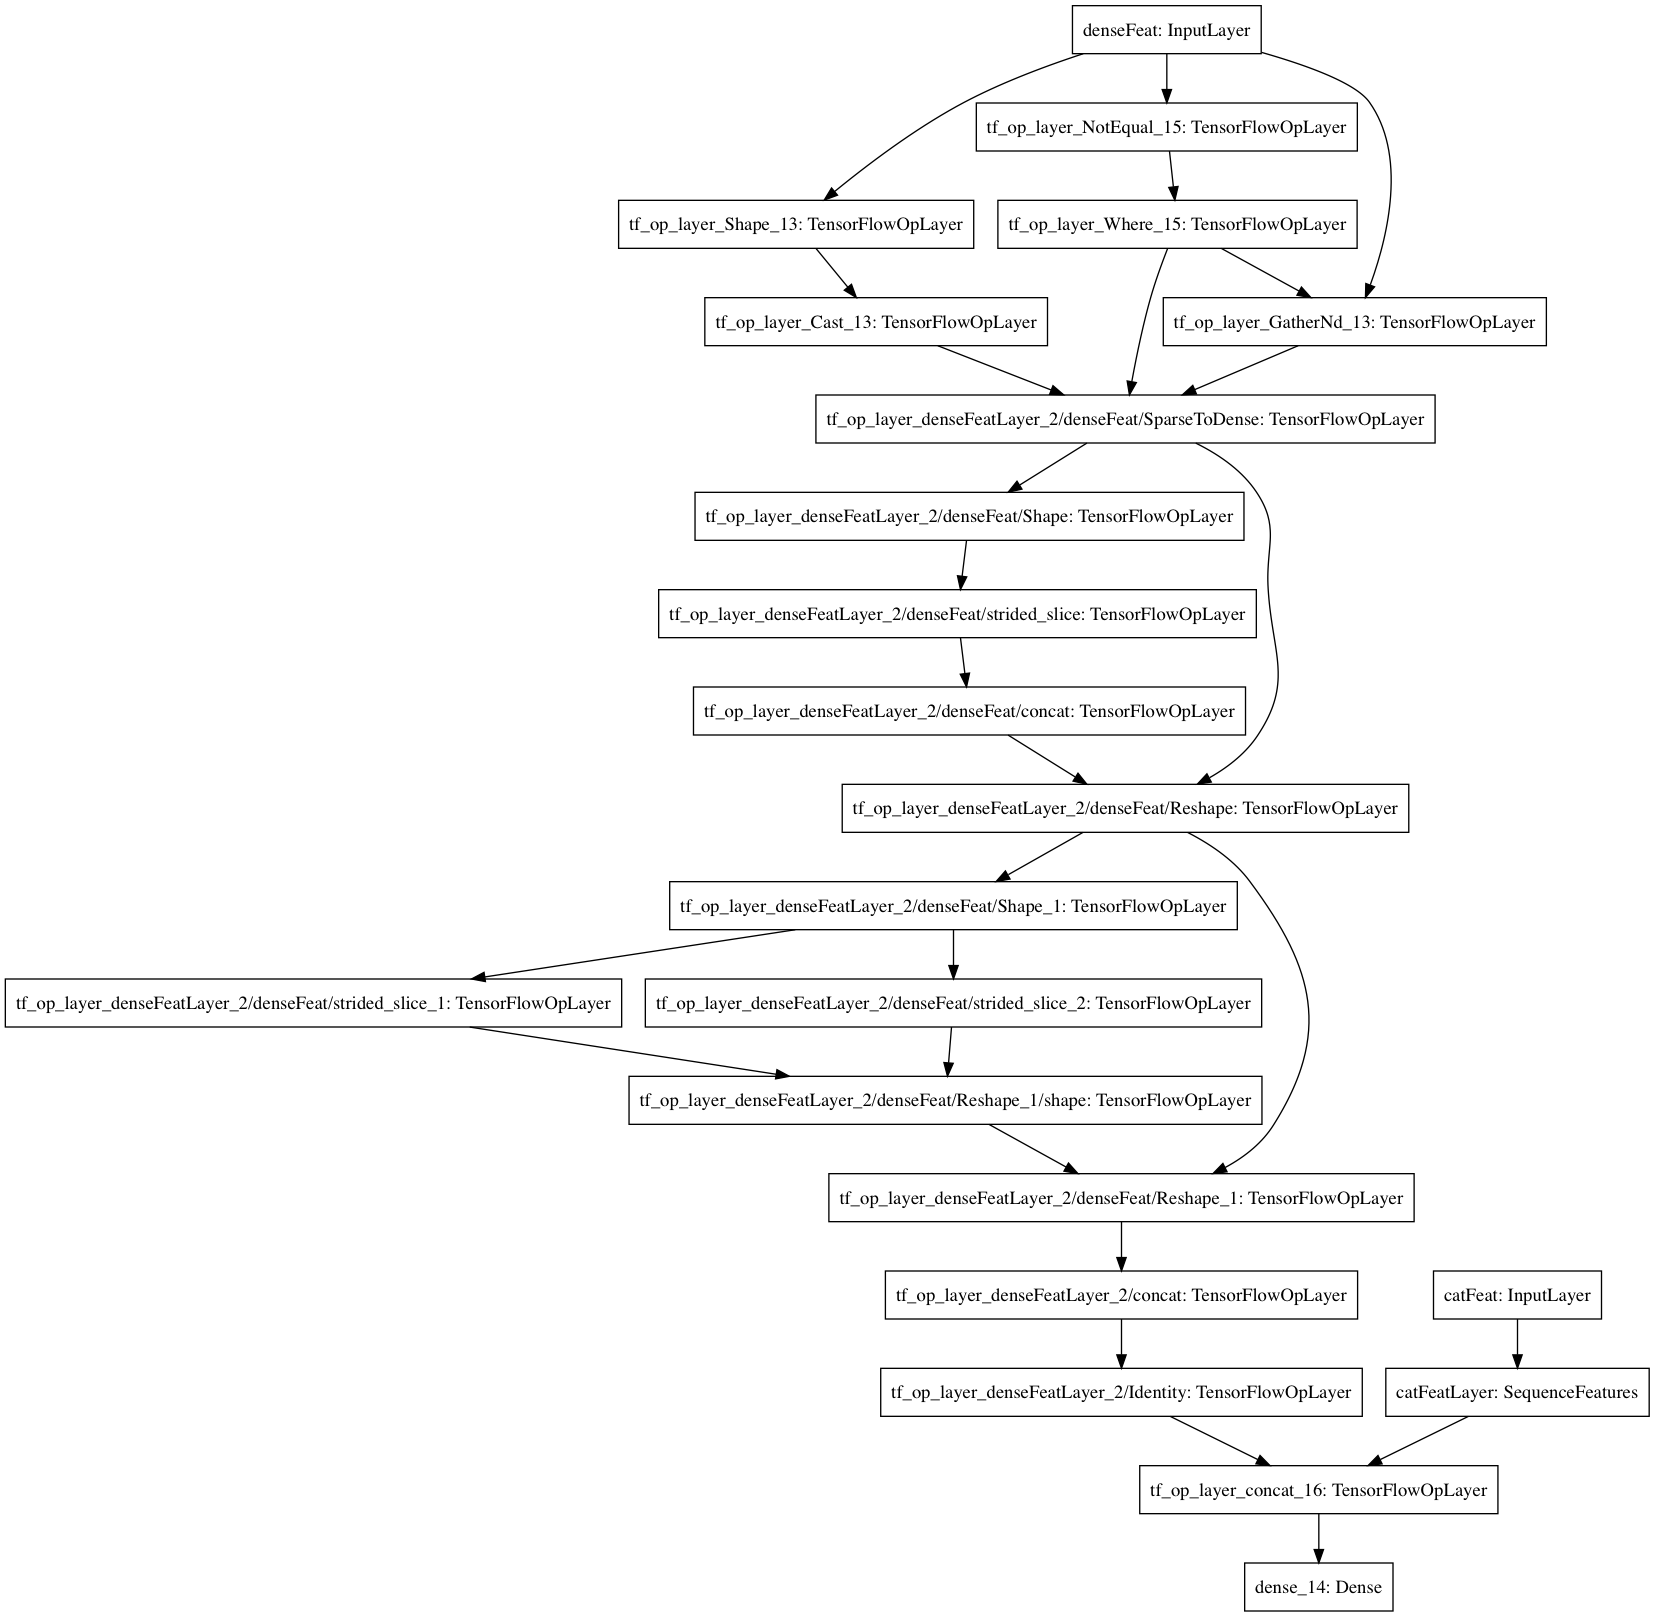 denseFeat: InputLayer
tf_op_layer_NotEqual_15: TensorFlowOpLayer
tf_op_layer_Shape_13: TensorFlowOpLayer
tf_op_layer_Where_15: TensorFlowOpLayer
tf_op_layer_Cast_13: TensorFlowOpLayer
tf_op_layer_GatherNd_13: TensorFlowOpLayer
tf_op_layer_denseFeatLayer_2/denseFeat/SparseToDense: TensorFlowOpLayer
tf_op_layer_denseFeatLayer_2/denseFeat/Shape: TensorFlowOpLayer
tf_op_layer_denseFeatLayer_2/denseFeat/strided_slice: TensorFlowOpLayer
tf_op_layer_denseFeatLayer_2/denseFeat/concat: TensorFlowOpLayer
tf_op_layer_denseFeatLayer_2/denseFeat/Reshape: TensorFlowOpLayer
tf_op_layer_denseFeatLayer_2/denseFeat/Shape_1: TensorFlowOpLayer
tf_op_layer_denseFeatLayer_2/denseFeat/strided_slice_1: TensorFlowOpLayer
tf_op_layer_denseFeatLayer_2/denseFeat/strided_slice_2: TensorFlowOpLayer
tf_op_layer_denseFeatLayer_2/denseFeat/Reshape_1/shape: TensorFlowOpLayer
tf_op_layer_denseFeatLayer_2/denseFeat/Reshape_1: TensorFlowOpLayer
tf_op_layer_denseFeatLayer_2/concat: TensorFlowOpLayer
catFeat: InputLayer
tf_op_layer_denseFeatLayer_2/Identity: TensorFlowOpLayer
catFeatLayer: SequenceFeatures
tf_op_layer_concat_16: TensorFlowOpLayer
dense_14: Dense